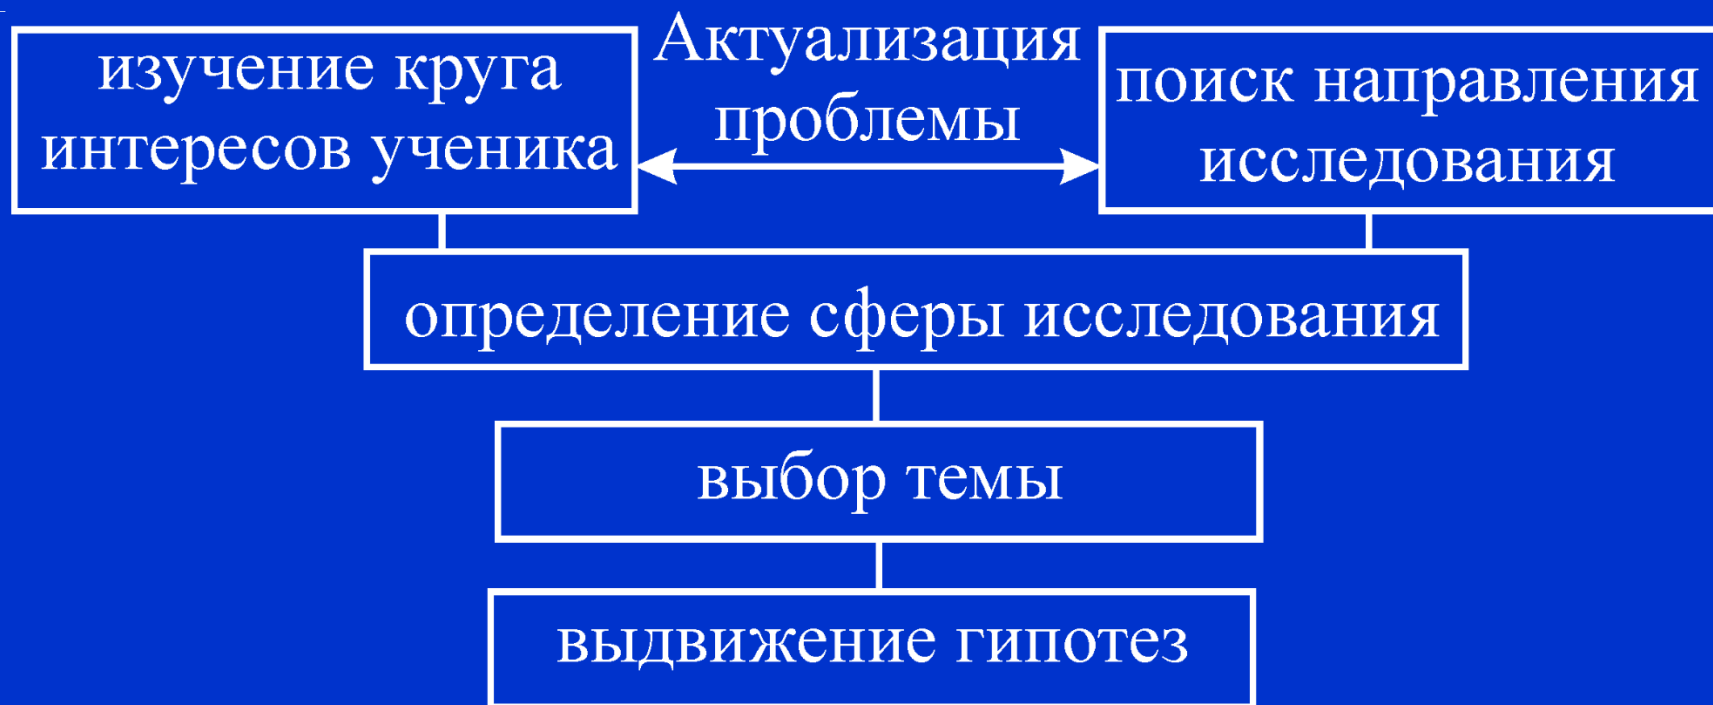 изучение круга
интересов ученика
Актуализация
проблемы
поиск направления
исследования
определение сферы исследования
выбор темы
выдвижение гипотез